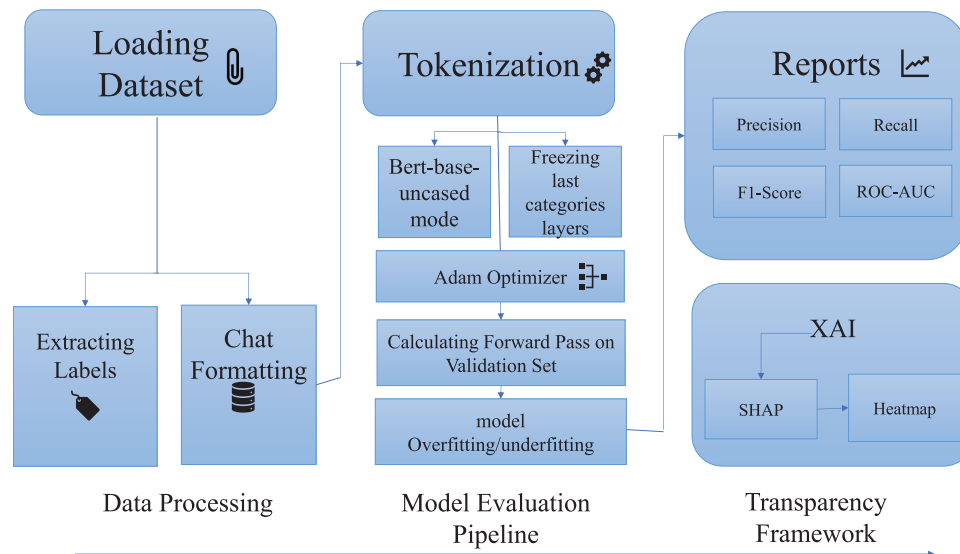 Loading
Dataset
Extracting
Labels
Chat
Formatting
Data Processing
Tokenization
Bert-base-
uncased
mode
Freezing
last
categories
layers
Adam Optimizer
Calculating Forward Pass on
Validation Set
model
Overfitting/underfitting/
Model Evaluation
Pipeline
Reports
Precision
Recall
F1-Score
ROC-AUC
XAI
SHAP
Heatmap
Transparency
Framework